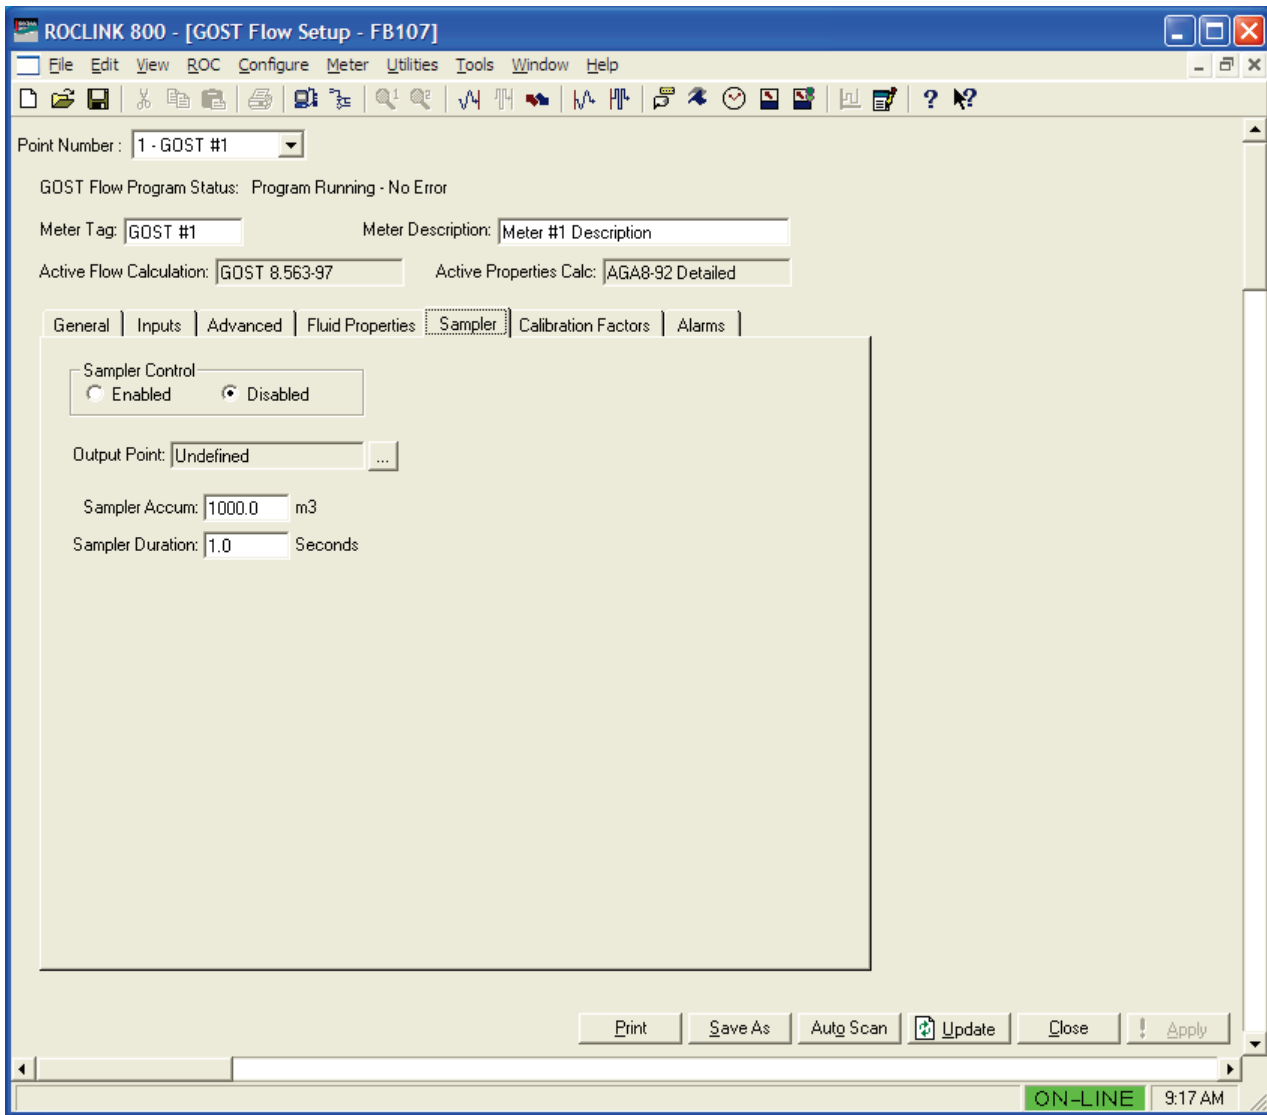 ROCLINK 800 - [GOST Flow Setup - FB107]
File Edit View ROC Configure Meter Utilities Tools Window Help
Point Number : 1 - GOST #1
GOST Flow Program Status: Program Running - No Error
Meter Tag: GOST #1 Meter Description: Meter #1 Description
Active Flow Calculation: GOST 8.563-97 Active Properties Calc: AGA8-92 Detailed
General Inputs Advanced Fluid Properties Sampler Calibration Factors Alarms
Sampler Control
Enabled Disabled
Output Point: Undefined ...
Sampler Accum: 1000.0 m3
Sampler Duration: 1.0 Seconds
Print Save As Auto Scan Update Close ! Apply
ON-LINE 9:17 AM